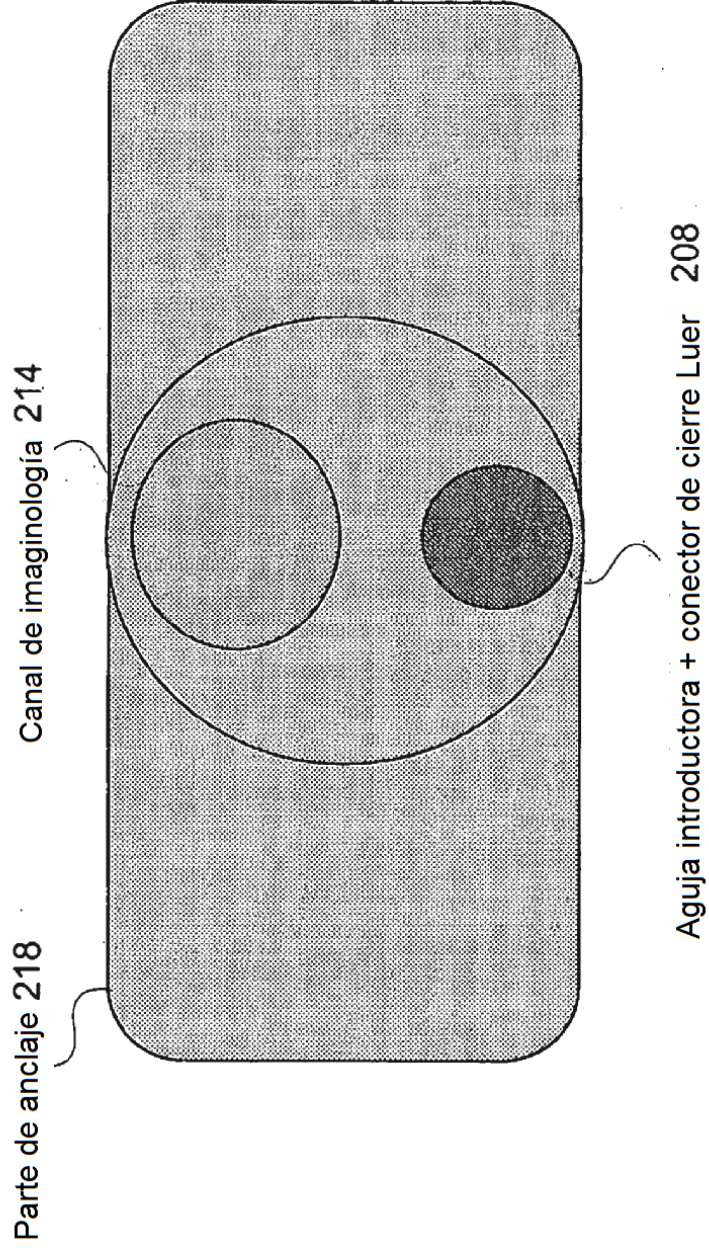 Parte de anclaje 218
Canal de imaginología 214
Aguja introductora + conector de cierre Luer 208